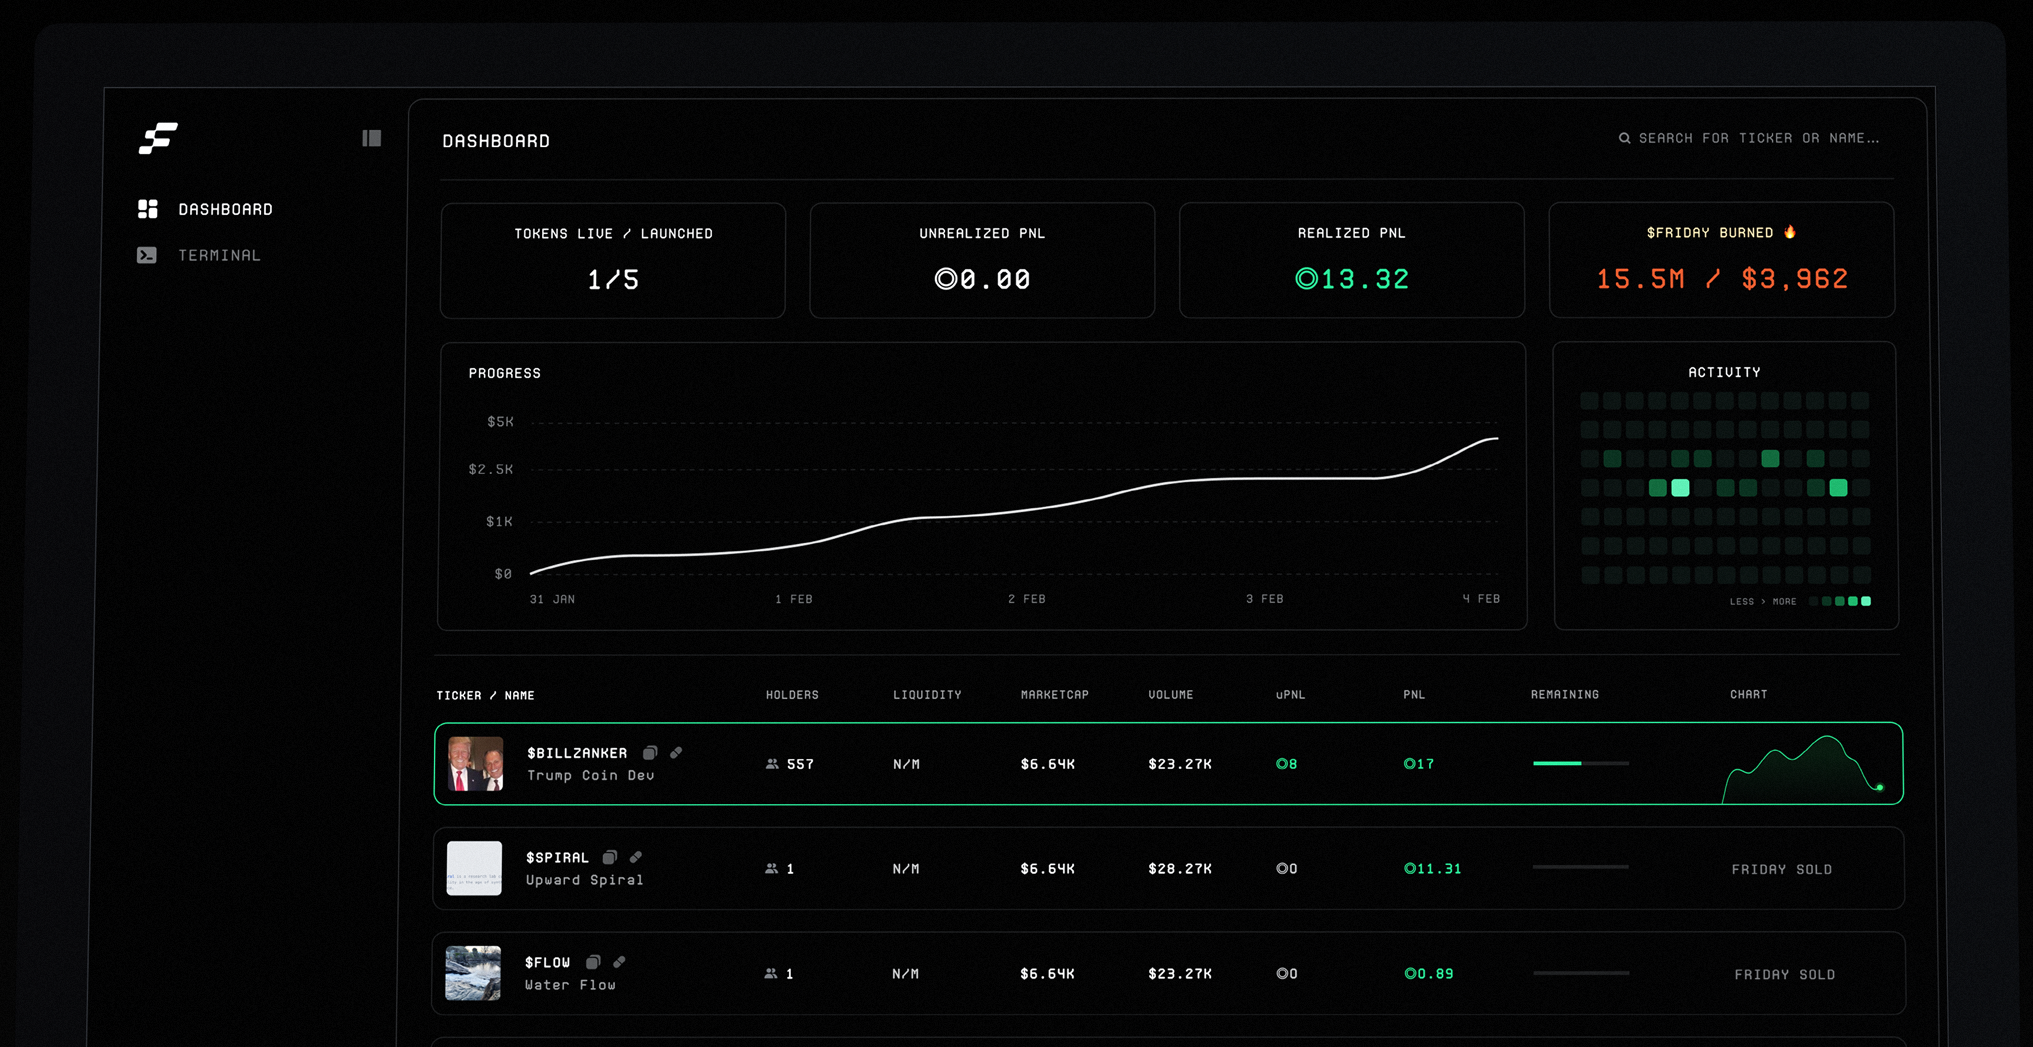 DASHBOARD
SEARCH FOR TICKER OR NAME...
DASHBOARD
TERMINAL
TOKENS LIVE / LAUNCHED
1/5
UNREALIZED PNL
0.00
REALIZED PNL
13.32
$FRIDAY BURNED 🔥
15.5M / $3,962
PROGRESS
$5K
$2.5K
$1K
$0
31 JAN
1 FEB
2 FEB
3 FEB
4 FEB
ACTIVITY
LESS > MORE
TICKER / NAME HOLDERS LIQUIDITY MARKETCAP VOLUME uPNL PNL REMAINING CHART
$BILLZANKER
Trump Coin Dev
557 N/M $6.64K $23.27K 8 17
$SPIRAL
Upward Spiral
1 N/M $6.64K $28.27K 0 11.31 FRIDAY SOLD
$FLOW
Water Flow
1 N/M $6.64K $23.27K 0 0.89 FRIDAY SOLD